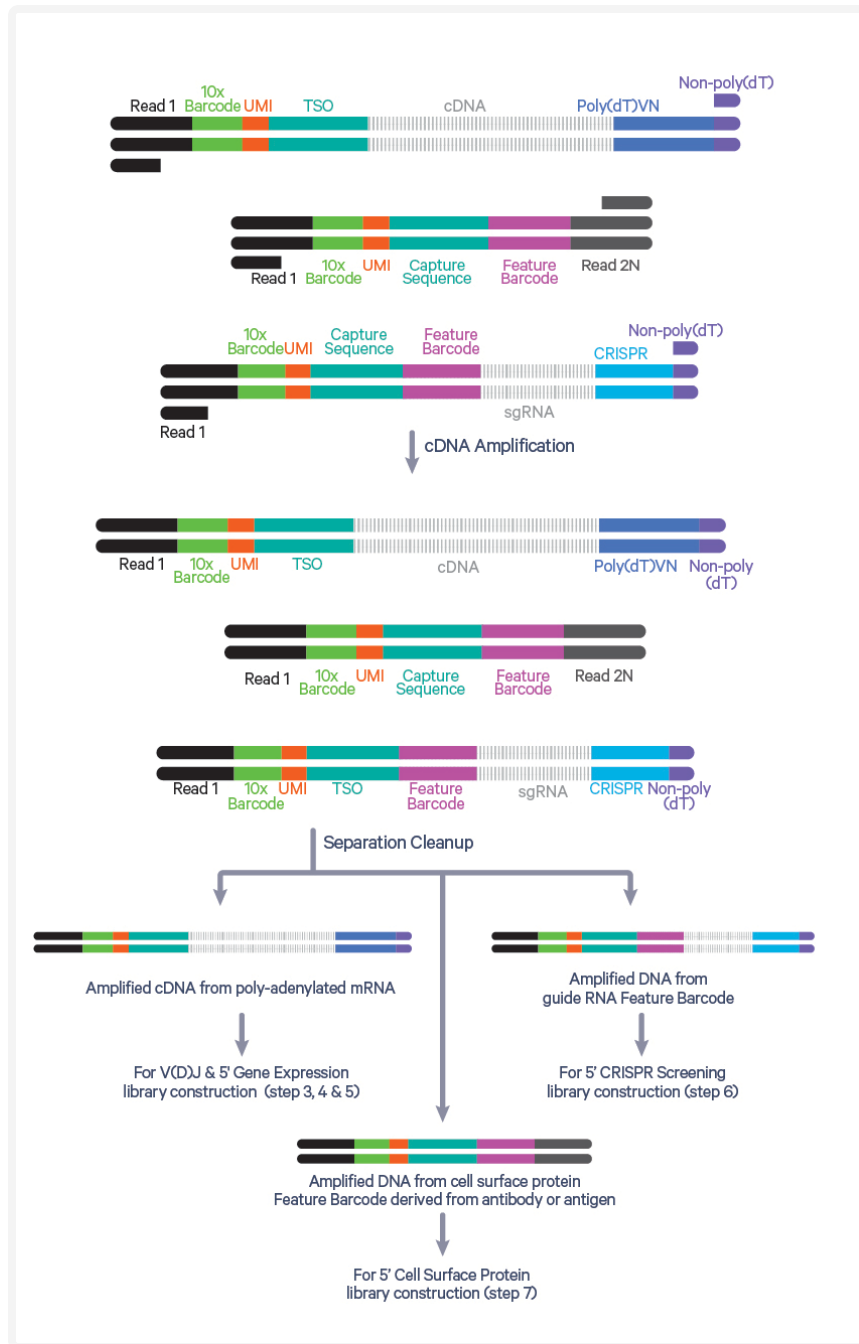 Non-poly(dT)
10x
Read 1 Barcode UMI TSO cDNA Poly(dT)VN
10x UMI Capture Feature Read 2N
Read 1 Barcode Sequence Barcode
10x Capture Feature Non-poly(dT)
Barcode UMI Sequence Barcode CRISPR
sgRNA
Read 1
cDNA Amplification
Read 1 10x UMI TSO cDNA Poly(dT)VN Non-poly
Barcode (dT)
Read 1 10x UMI Capture Feature Read 2N
Barcode Sequence Barcode
Read 1 10x UMI TSO Feature sgRNA CRISPR Non-poly
Barcode Barcode (dT)
Separation Cleanup
Amplified cDNA from poly-adenylated mRNA
For V(D)J & 5' Gene Expression
library construction (step 3, 4 & 5)
Amplified DNA from
guide RNA Feature Barcode
For 5' CRISPR Screening
library construction (step 6)
Amplified DNA from cell surface protein
Feature Barcode derived from antibody or antigen
For 5’ Cell Surface Protein
library construction (step 7)